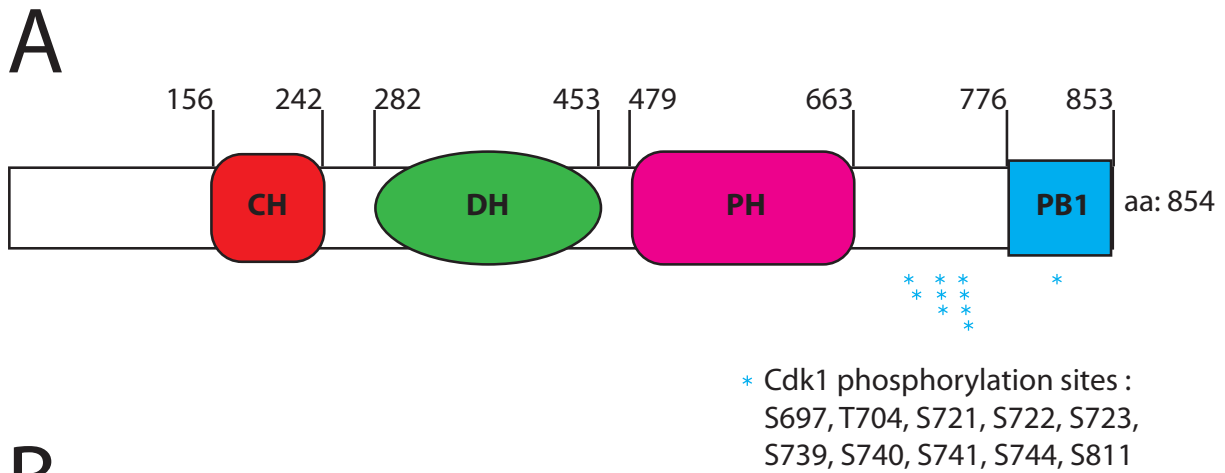 A
156 242 282 453 479 663 776 853
CH DH PH PB1 aa: 854
* * * *
* * *
* *
*
* Cdk1 phosphorylation sites :
S697, T704, S721, S722, S723,
S739, S740, S741, S744, S811